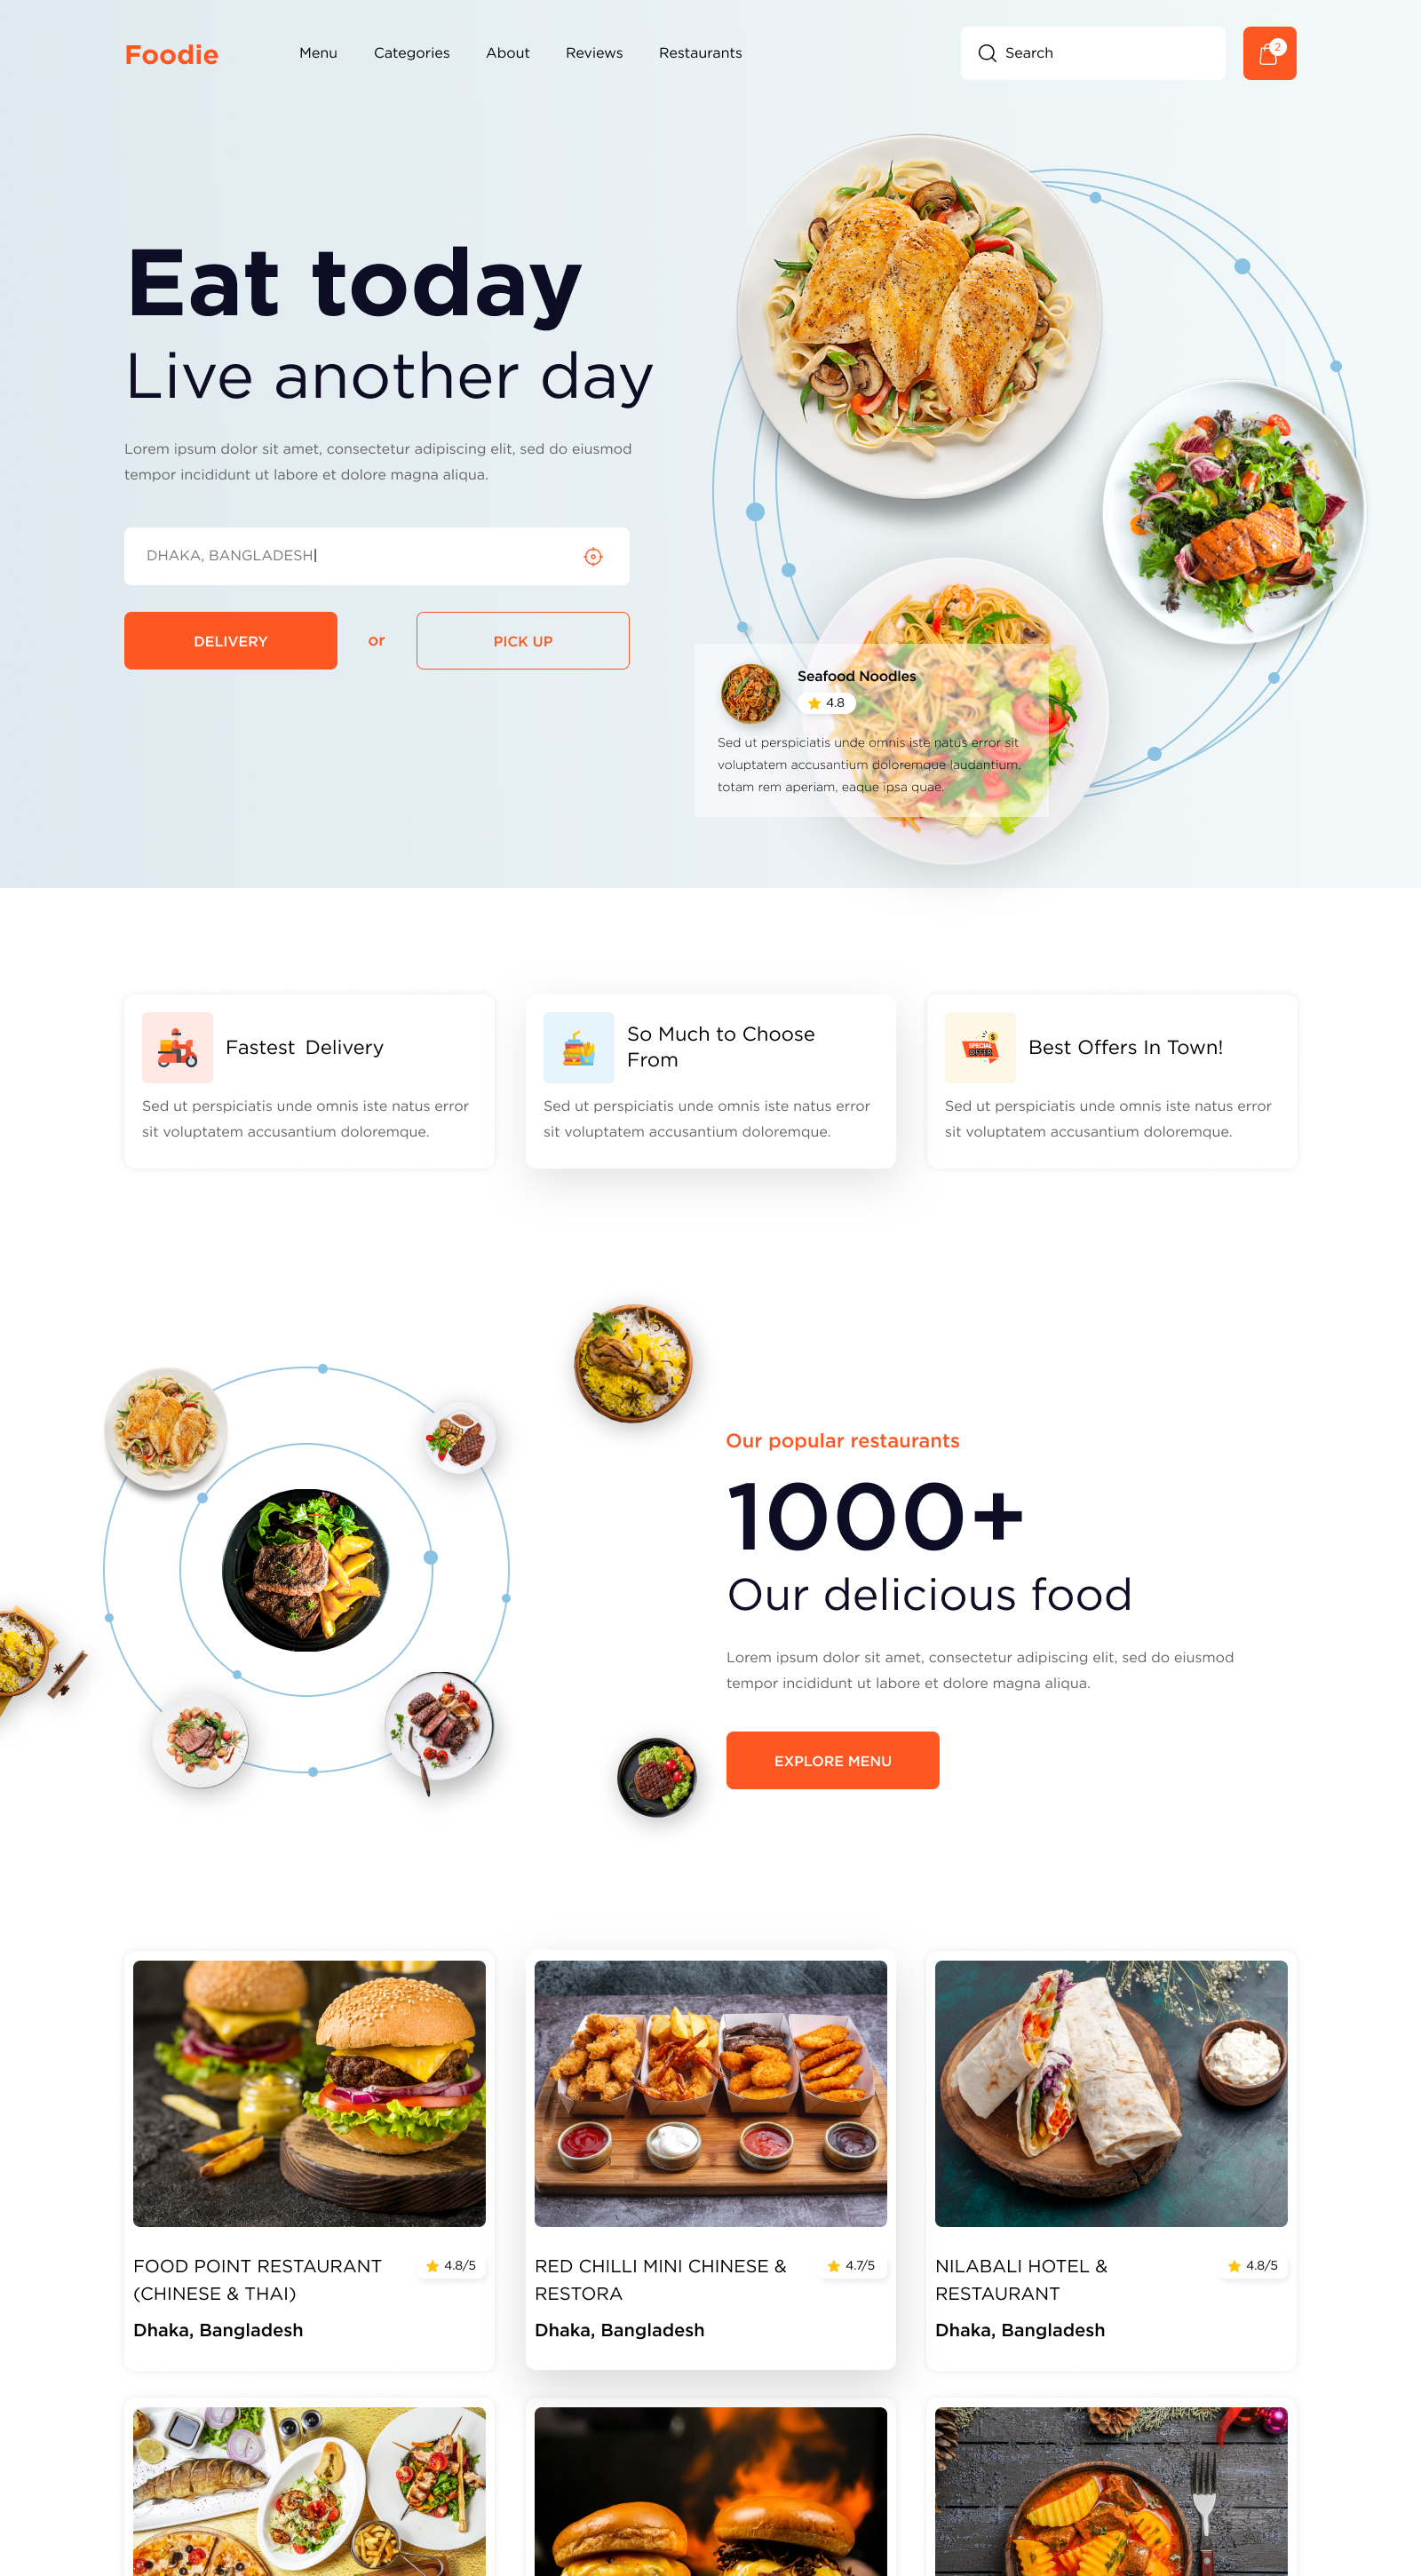 Foodie
Menu
Categories
About
Reviews
Restaurants
Search
2
Eat today
Live another day
Lorem ipsum dolor sit amet, consectetur adipiscing elit, sed do eiusmod
tempor incididunt ut labore et dolore magna aliqua.
DHAKA, BANGLADESH
DELIVERY
or
PICK UP
Seafood Noodles
4.8
Sed ut perspiciatis unde omnis iste natus error sit
voluptatem accusantium doloremque laudantium,
totam rem aperiam, eaque ipsa quae.
Fastest Delivery
Sed ut perspiciatis unde omnis iste natus error
sit voluptatem accusantium doloremque.
So Much to Choose
From
Sed ut perspiciatis unde omnis iste natus error
sit voluptatem accusantium doloremque.
$
SPECIAL
OFFER
Best Offers In Town!
Sed ut perspiciatis unde omnis iste natus error
sit voluptatem accusantium doloremque.
Our popular restaurants
1000+
Our delicious food
Lorem ipsum dolor sit amet, consectetur adipiscing elit, sed do eiusmod
tempor incididunt ut labore et dolore magna aliqua.
EXPLORE MENU
FOOD POINT RESTAURANT
(CHINESE & THAI)
4.8/5
Dhaka, Bangladesh
RED CHILLI MINI CHINESE &
RESTORA
4.7/5
Dhaka, Bangladesh
NILABALI HOTEL &
RESTAURANT
4.8/5
Dhaka, Bangladesh